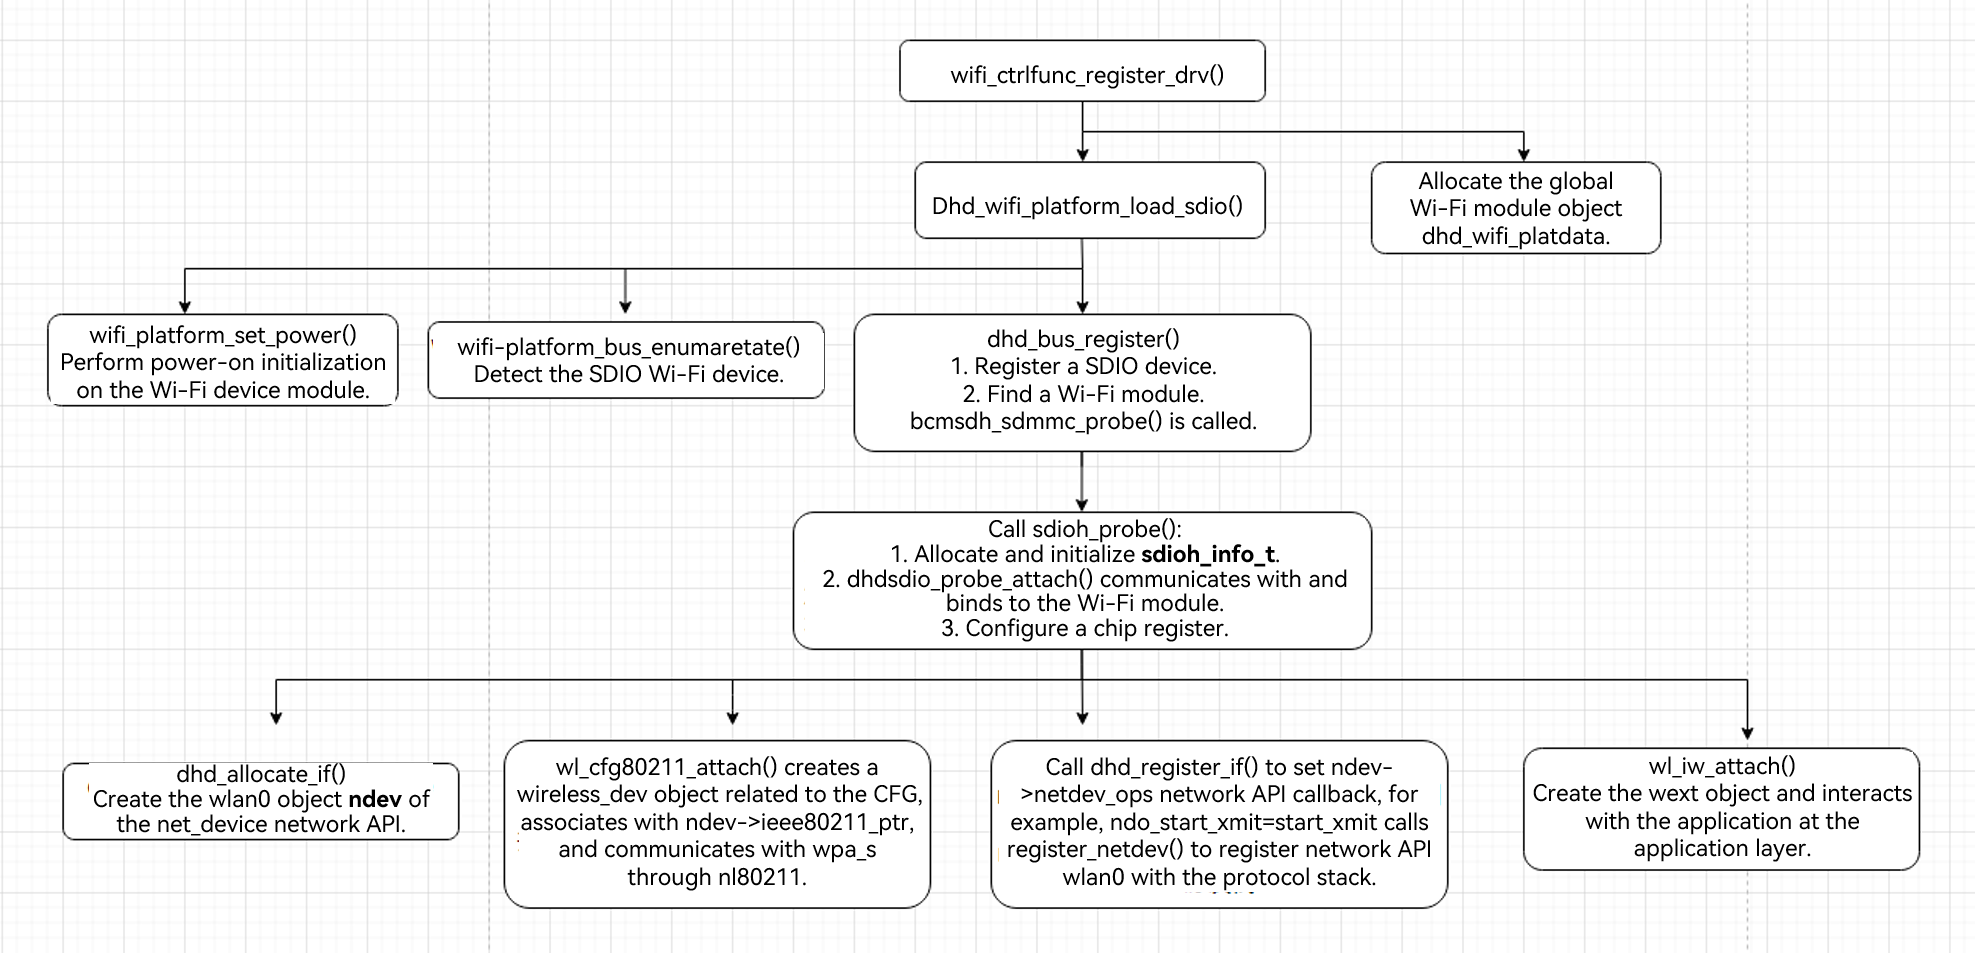 wifi_ctrlfunc_register_drv()
Dhd_wifi_platform_load_sdio()
Allocate the global
Wi-Fi module object
dhd_wifi_platdata.
wifi_platform_set_power()
Perform power-on initialization
on the Wi-Fi device module.
wifi-platform_bus_enumaretate()
Detect the SDIO Wi-Fi device.
dhd_bus_register()
1. Register a SDIO device.
2. Find a Wi-Fi module.
bcmsdh_sdmmc_probe() is called.
Call sdioh_probe():
1. Allocate and initialize sdioh_info_t.
2. dhdsdio_probe_attach() communicates with and
binds to the Wi-Fi module.
3. Configure a chip register.
dhd_allocate_if()
Create the wlan0 object ndev of
the net_device network API.
wl_cfg80211_attach() creates a
wireless_dev object related to the CFG,
associates with ndev->ieee80211_ptr,
and communicates with wpa_s
through nl80211.
Call dhd_register_if() to set ndev-
>netdev_ops network API callback, for
example, ndo_start_xmit=start_xmit calls
register_netdev() to register network API
wlan0 with the protocol stack.
wl_iw_attach()
Create the wext object and interacts
with the application at the
application layer.